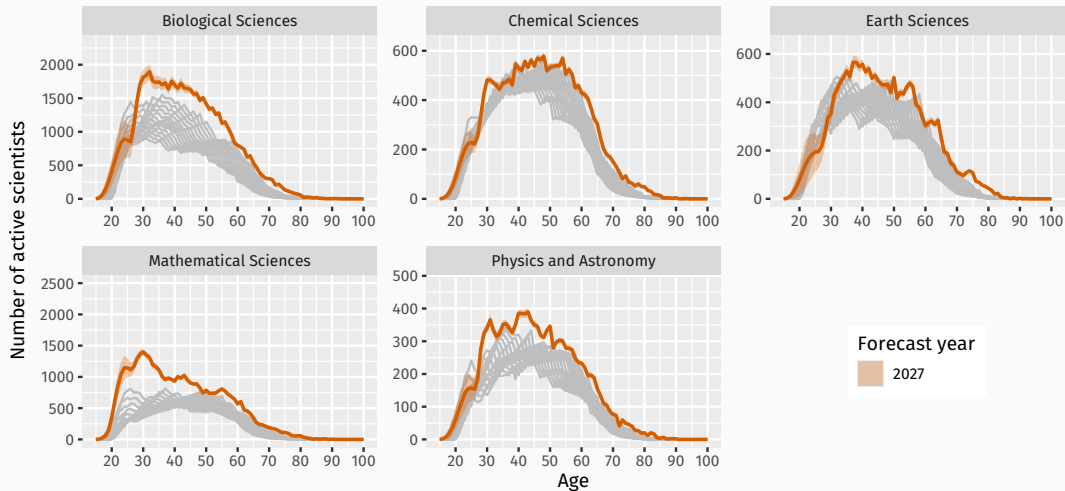 Biological Sciences
Chemical Sciences
Earth Sciences
2000
1500
1000
500
0
20 30 40 50 60 70 80 90 100
600
400
200
0
20 30 40 50 60 70 80 90 100
600
400
200
0
20 30 40 50 60 70 80 90 100
Mathematical Sciences
Physics and Astronomy
2500
2000
1500
1000
500
0
20 30 40 50 60 70 80 90 100
500
400
300
200
100
0
20 30 40 50 60 70 80 90 100
Number of active scientists
Age
Forecast year
2027